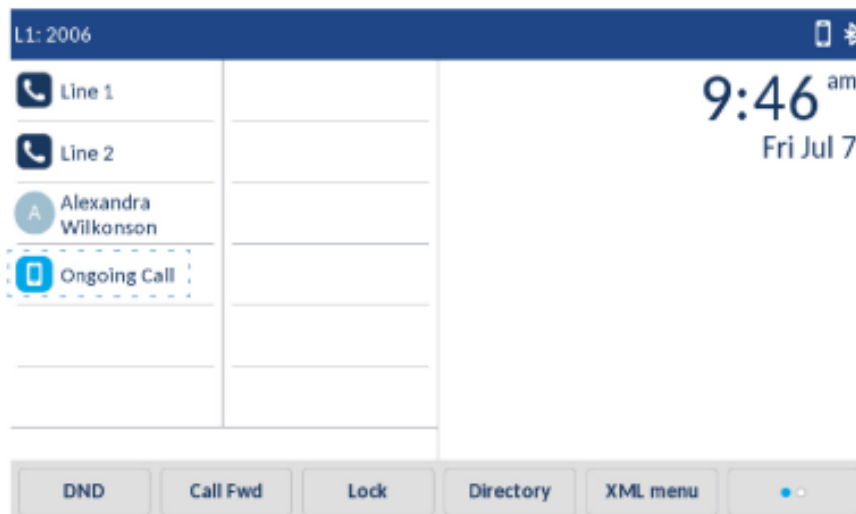 L1: 2006
Line 1
Line 2
A
Alexandra
Wilkonson
Ongoing Call
9:46 am
Fri Jul 7
DND
Call Fwd
Lock
Directory
XML menu